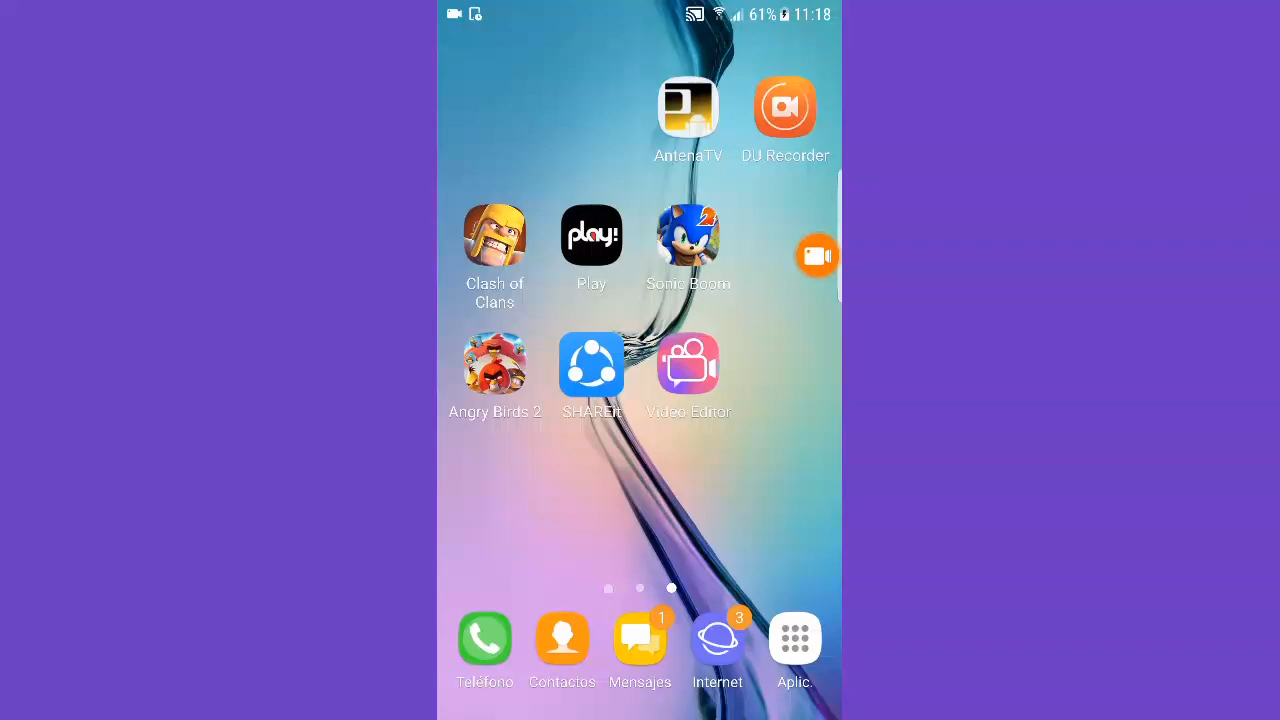 61% 11:18
AntenaTV DU Recorder
play!
2
Clash of Clans
Play
Sonic Boom
Angry Birds 2 SHAREit Video Editor
1
3
Teléfono Contactos Mensajes Internet Aplic.